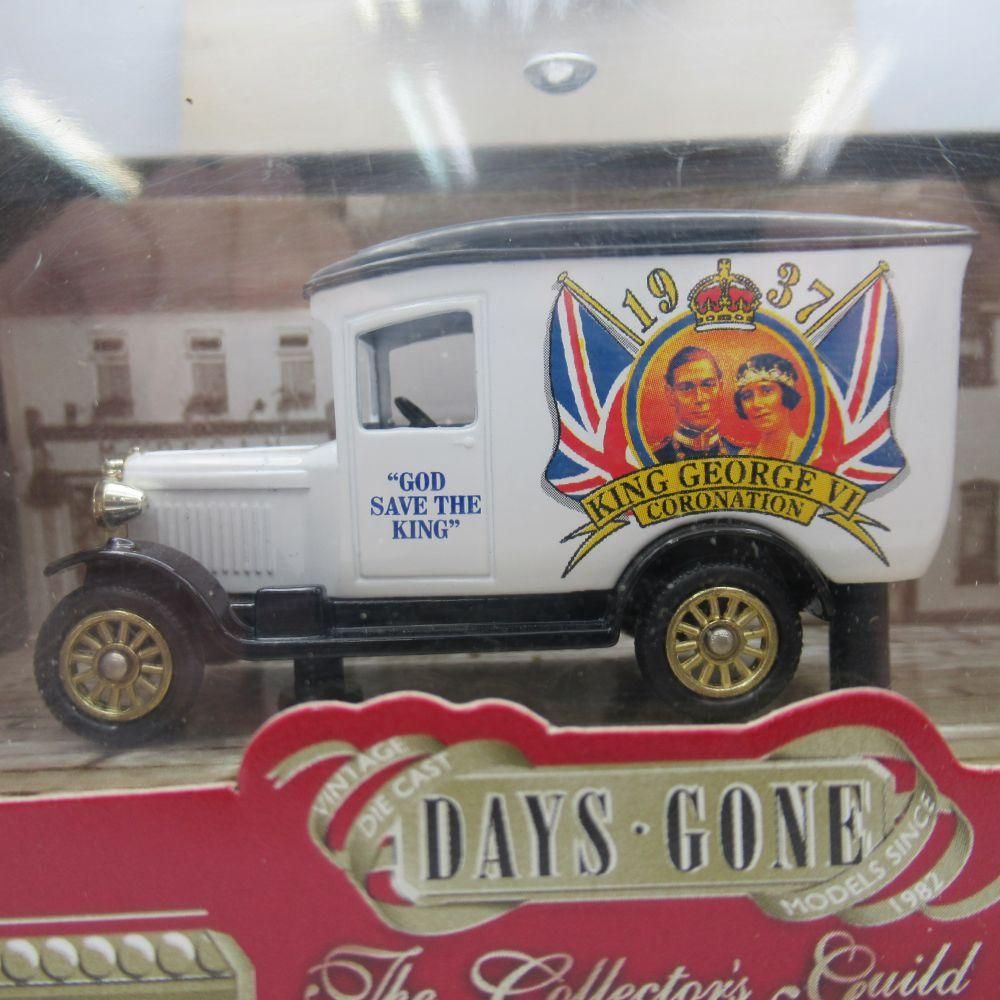 1937
"GOD
SAVE THE
KING"
KING GEORGE VI
CORONATION
VINTAGE
DIE CAST
DAYS · GONE
MODELS SINCE
1982
The Collector's Guild